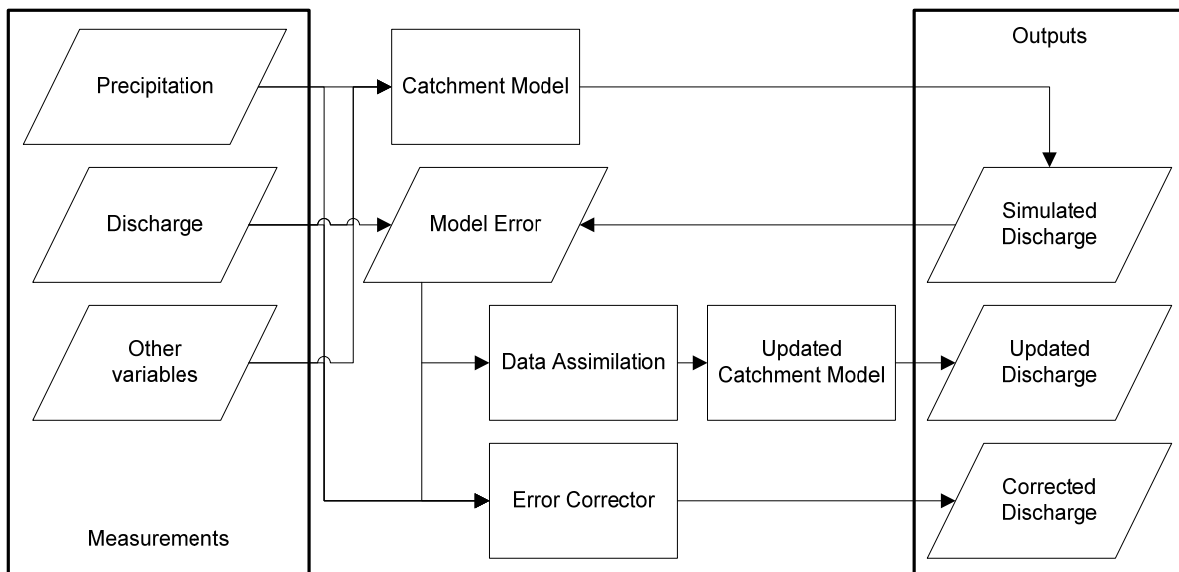 Outputs
Precipitation
Catchment Model
Discharge
Model Error
Simulated
Discharge
Other
variables
Data Assimilation
Updated
Catchment Model
Updated
Discharge
Error Corrector
Corrected
Discharge
Measurements